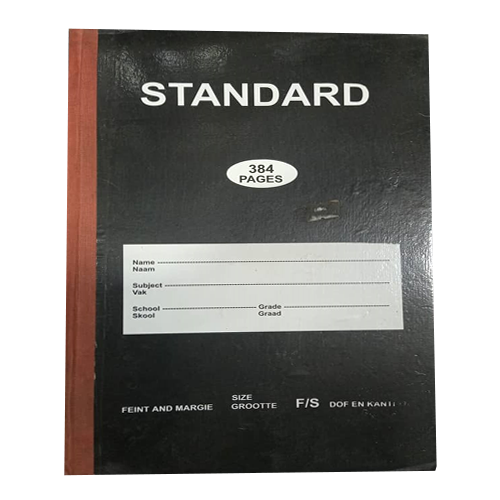 STANDARD
384
PAGES
Name
Naam
Subject
Vak
School Grade
Skool Graad
FEINT AND MARGIE SIZE GROOTTE F/S DOF EN